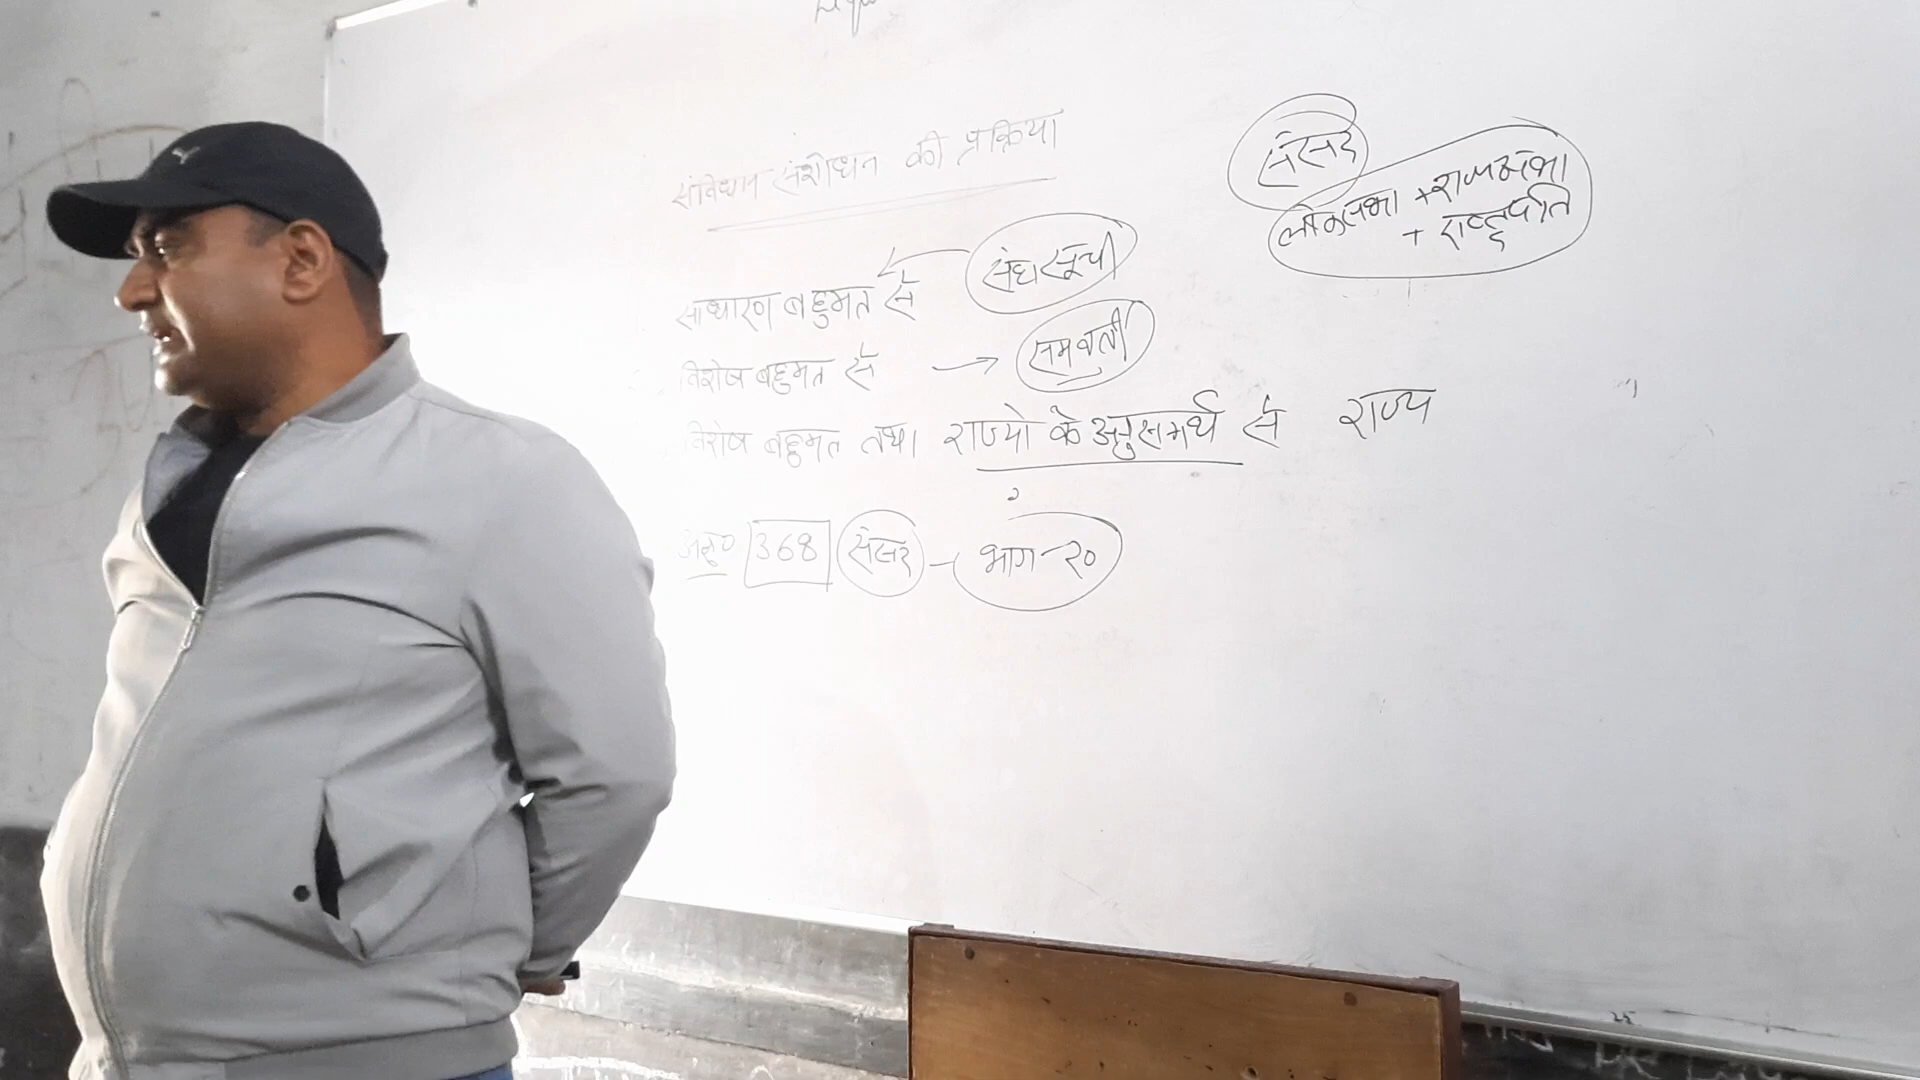 संविधान संशोधन की प्रक्रिया
संसद
लोकसभा + राज्यसभा
+ राष्ट्रपति
साधारण बहुमत से संघसूची
विशेष बहुमत से → समवर्ती
विशेष बहुमत तथा राज्यो के अनुसमर्थ से राज्य
अनु० 368 संसद - भाग-२०